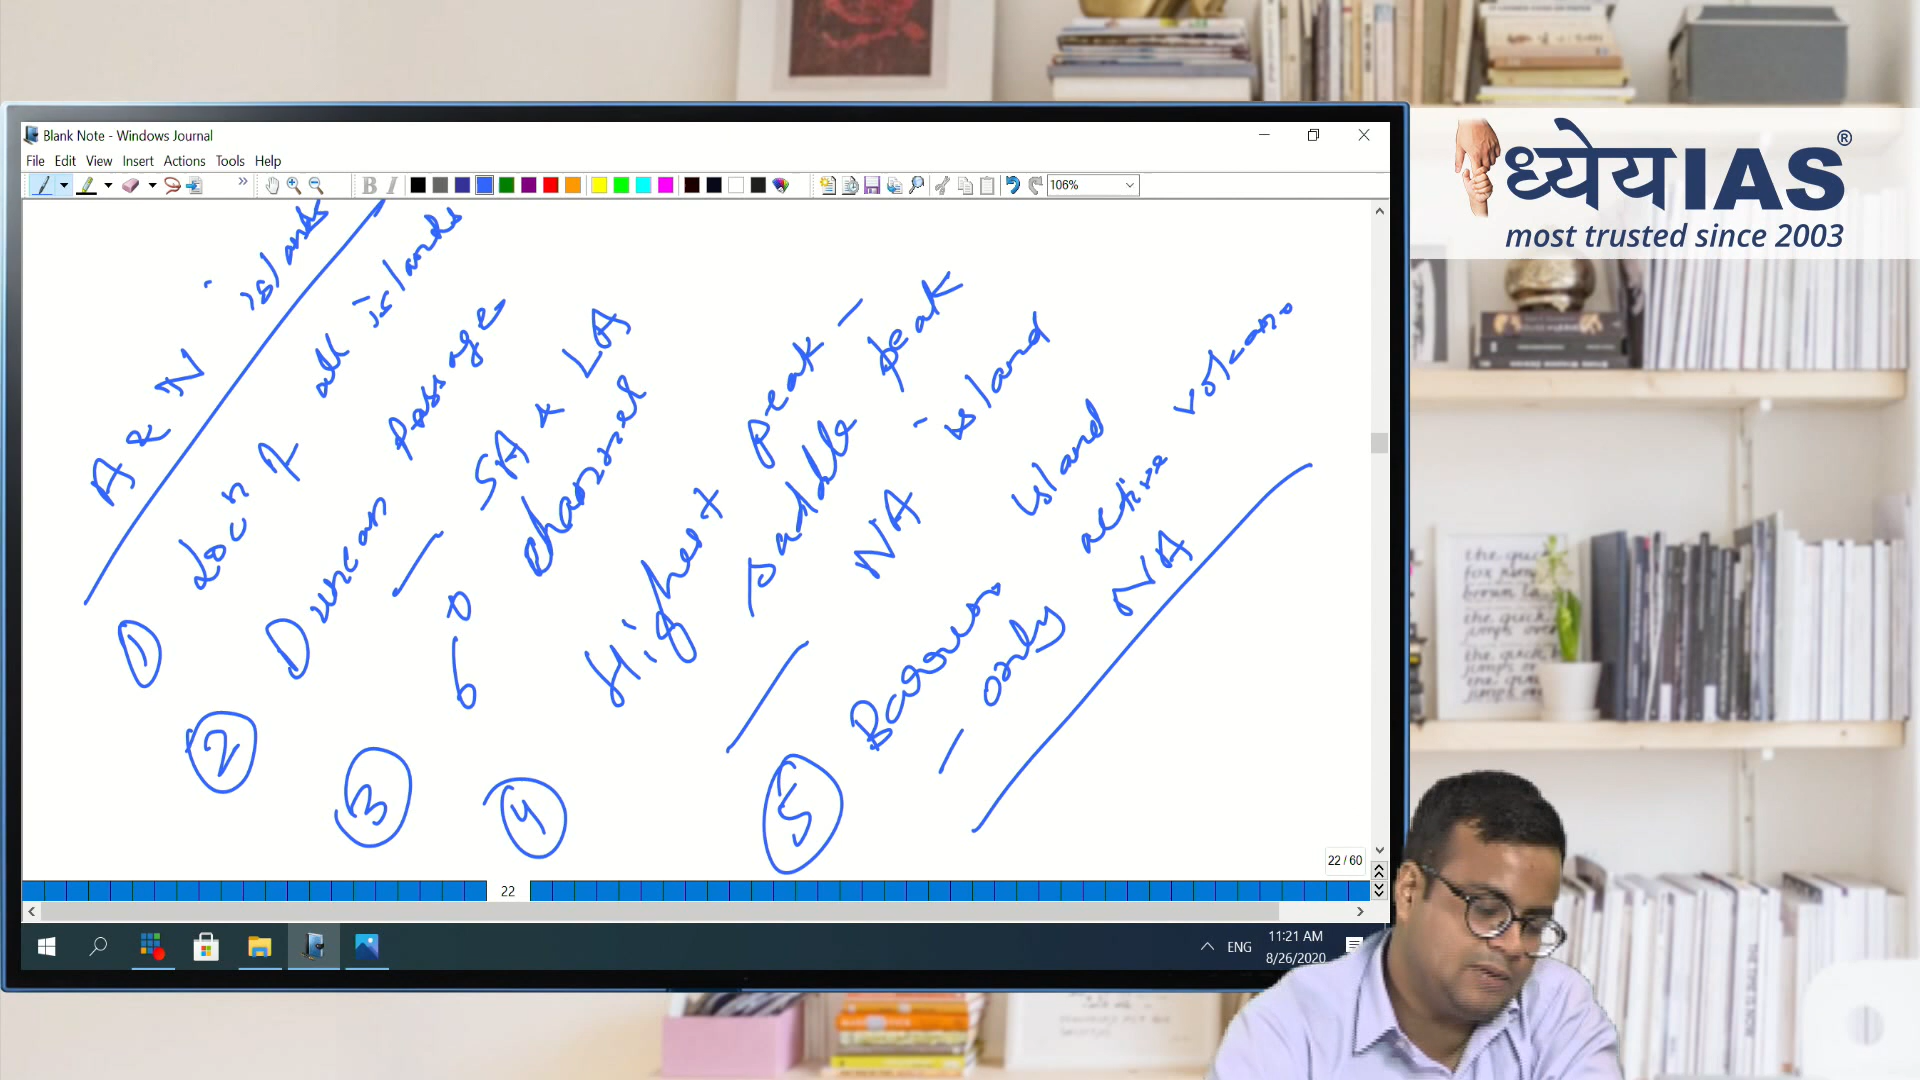 Blank Note - Windows Journal
File Edit View Insert Actions Tools Help
B I
106%
A & N islands
① Locn of all islands
② Duncan Passage
- SA & LA
③ 10° channel
④ Highest peak -
saddle peak
- NA island
⑤ Barren island
- only active volcano
NA
22 / 60
22
ENG
11:21 AM
8/26/2020
ध्येय IAS ®
most trusted since 2003